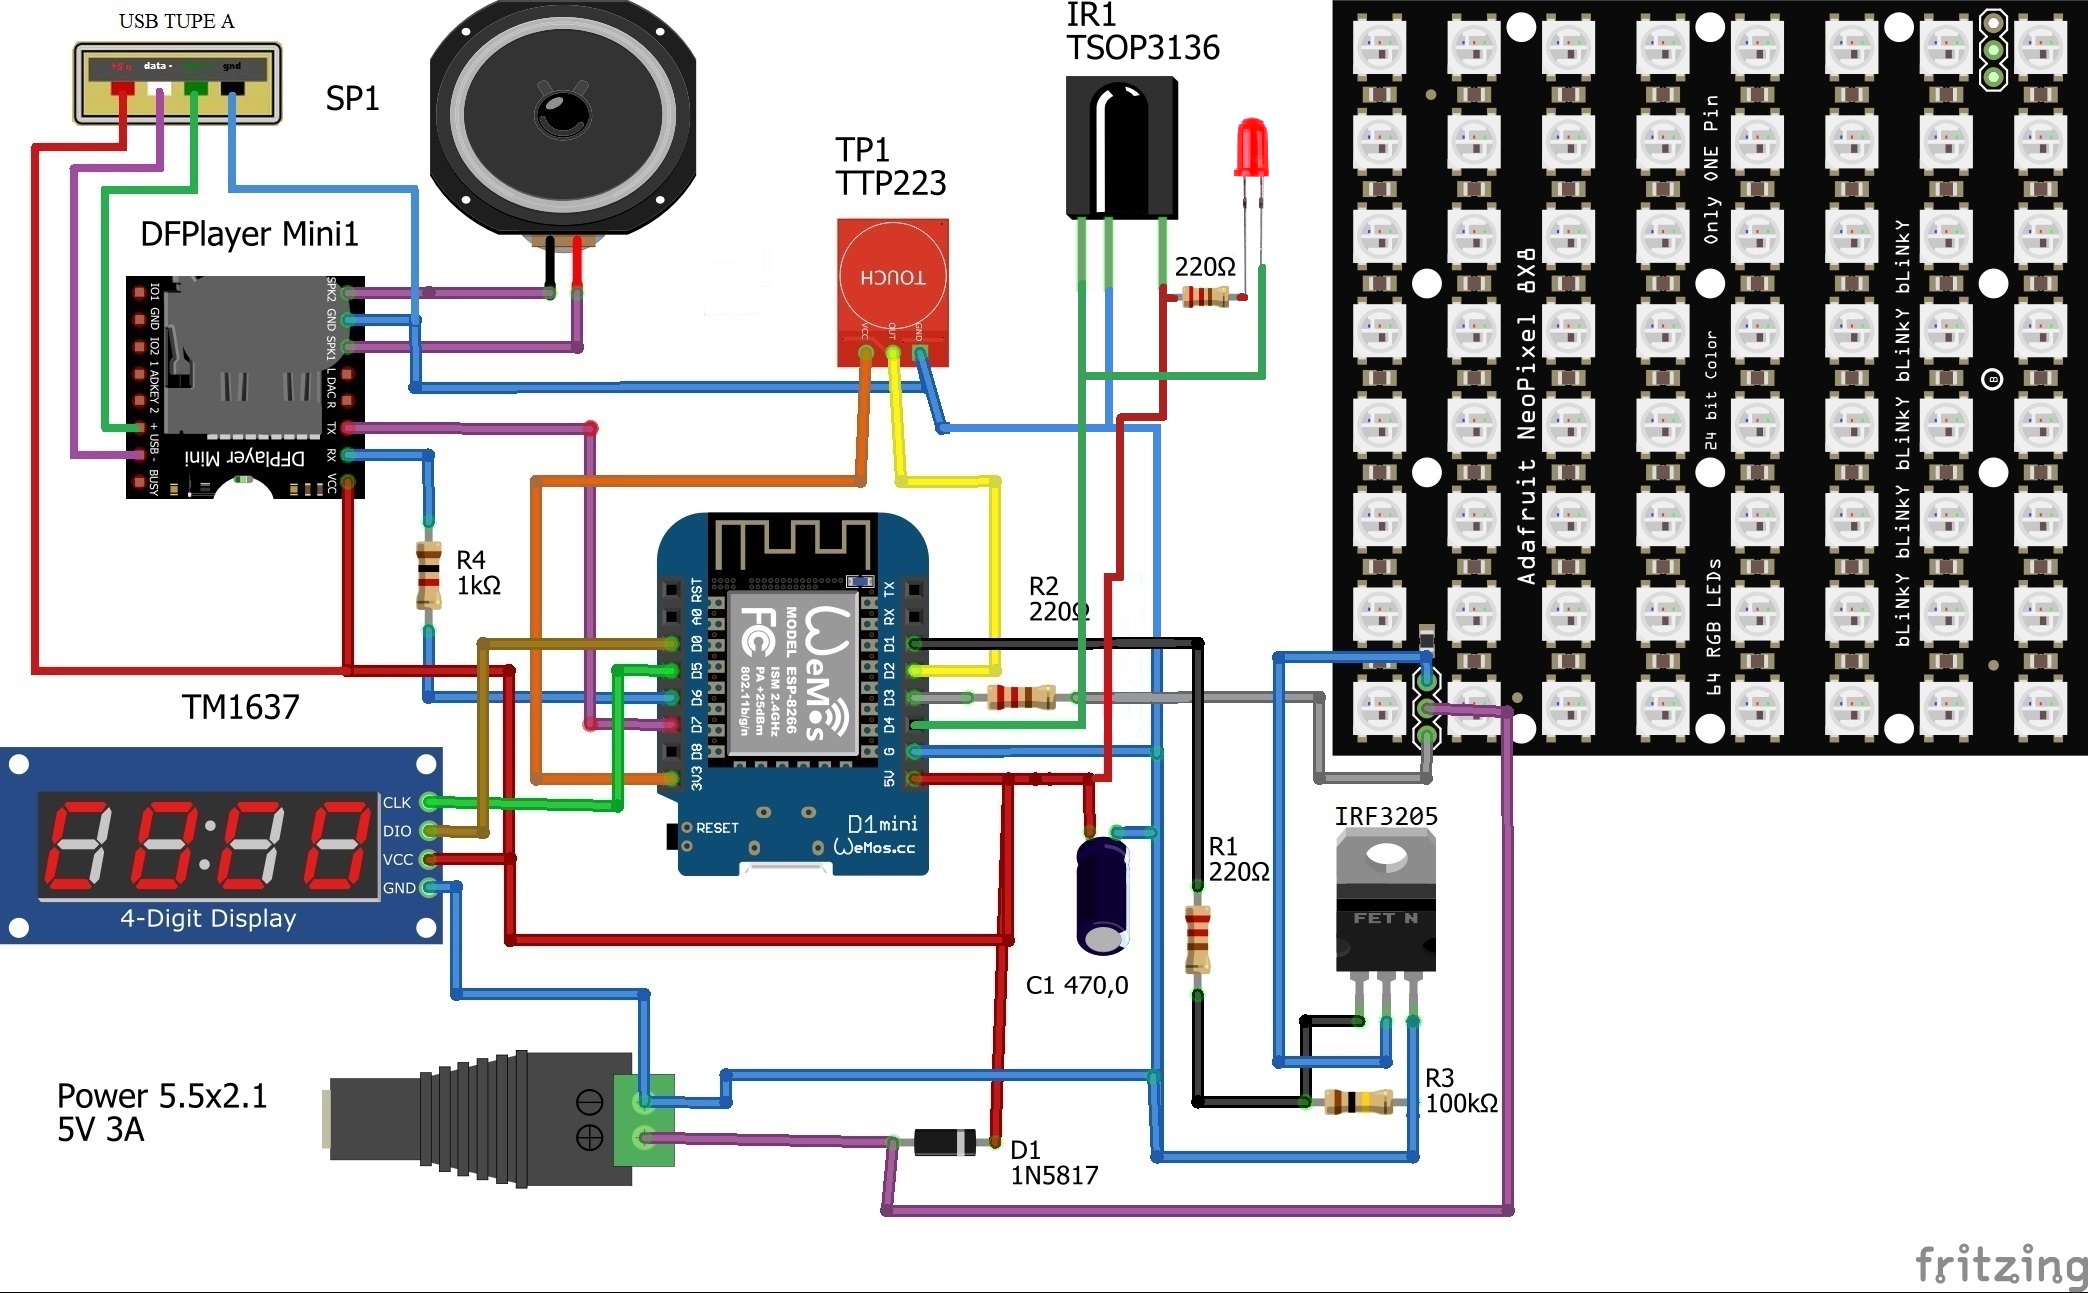 USB TUPE A
+5 в
data -
gnd
SP1
DFPlayer Mini1
IO1
GND
IO2
ADKEY 2
1
+ USB -
BUSY
SPK2
GND
SPK1
L DAC R
TX
RX
VCC
DFPlayer Mini
TP1
TTP223
TOUCH
VCC
OUT
GND
IR1
TSOP3136
220Ω
Adafruit NeoPixel 8X8
64 RGB LEDs
24 bit Color
Only ONE Pin
bLiNkY bLiNkY bLiNkY bLiNkY bLiNkY
B
R4
1kΩ
R2
220Ω
RST
A0
D0
D5
D6
D7
D8
3V3
TX
RX
D1
D2
D3
D4
G
5V
WeMos
MODEL ESP-8266
ISM 2.4GHz
PA +25dBm
802.11b/g/n
FC
RESET
D1mini
WeMos.cc
TM1637
CLK
DIO
VCC
GND
4-Digit Display
R1
220Ω
IRF3205
FET N
C1 470,0
R3
100kΩ
Power 5.5x2.1
5V 3A
D1
1N5817
fritzing